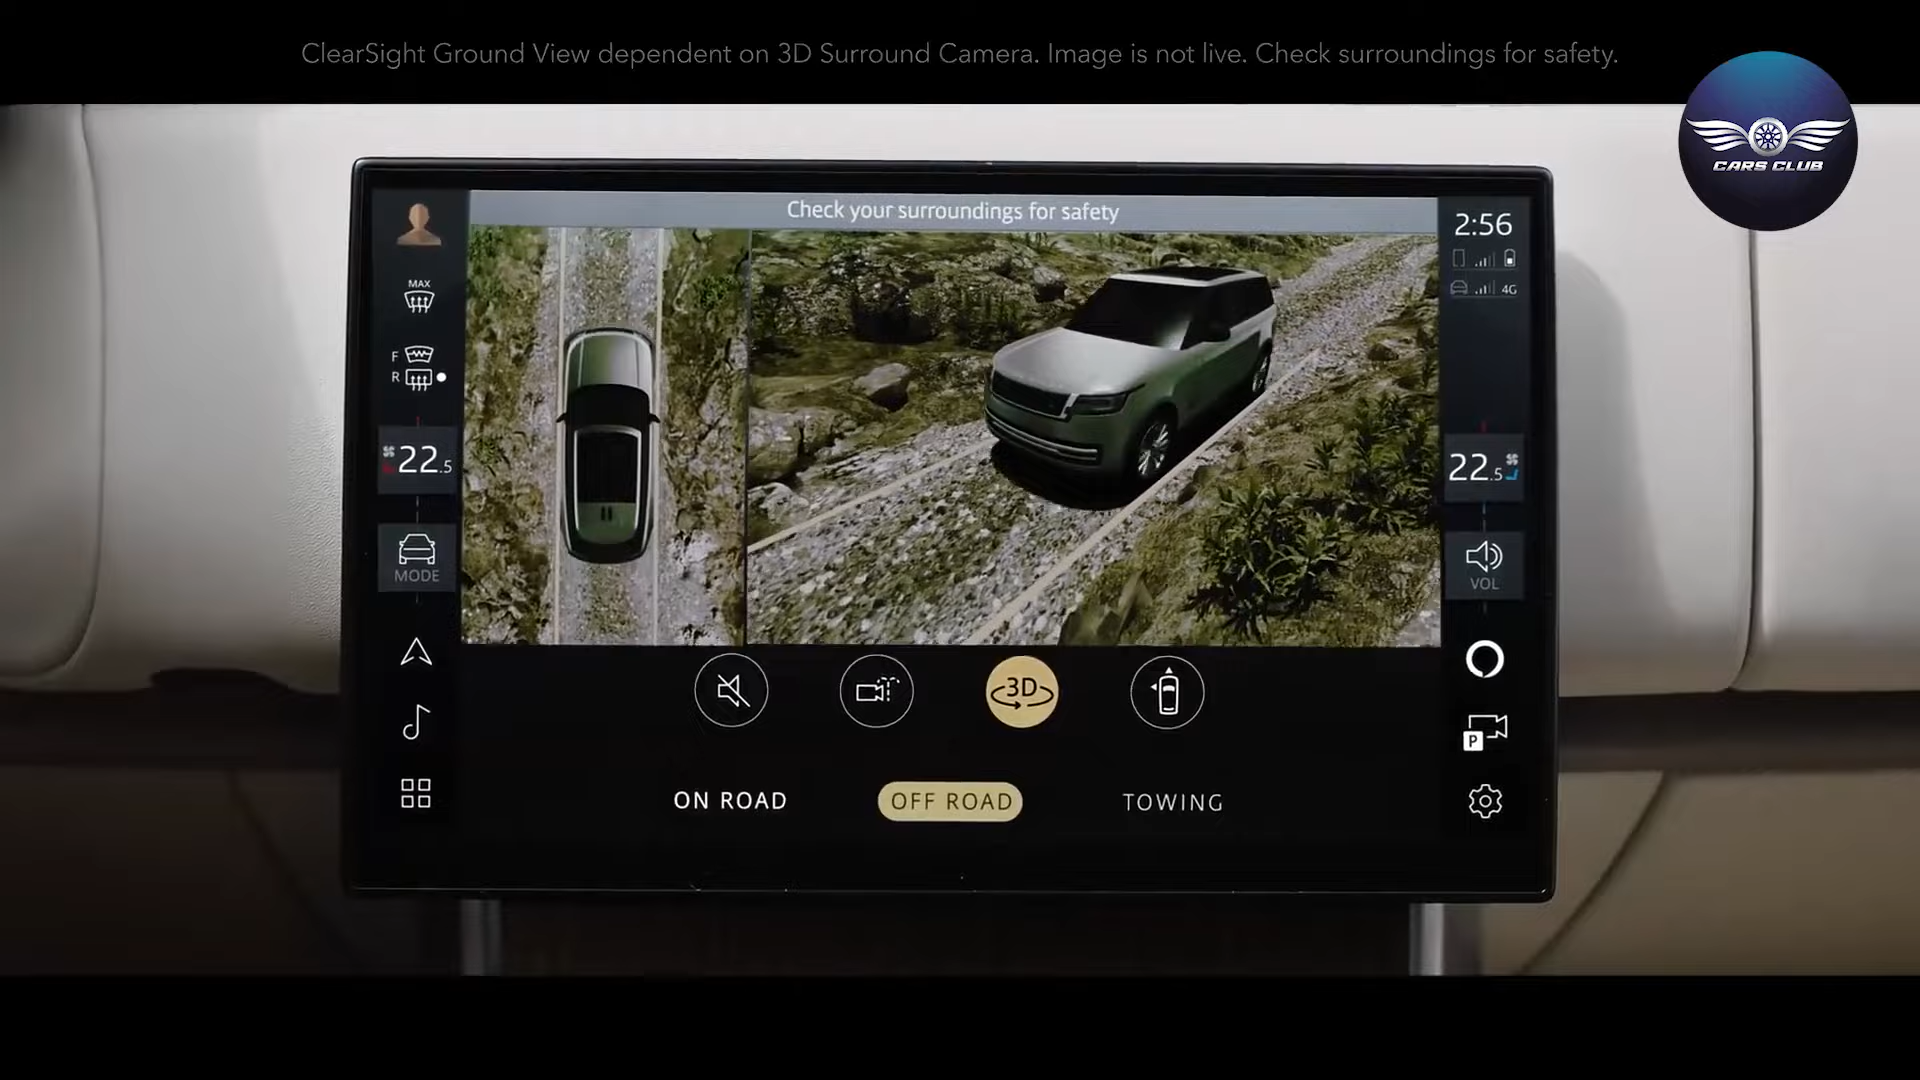 ClearSight Ground View dependent on 3D Surround Camera. Image is not live. Check surroundings for safety.
CARS CLUB
Check your surroundings for safety
2:56
MAX
4G
F
R
22.5
22.5
MODE
VOL
3D
P
ON ROAD
OFF ROAD
TOWING